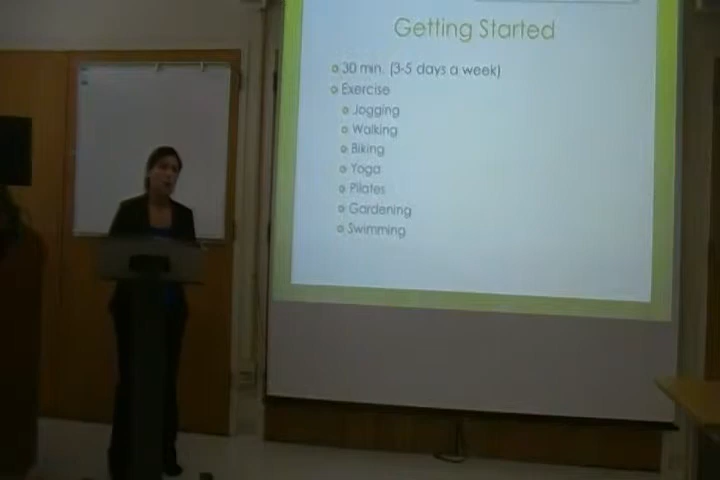 Getting Started
30 min. (3-5 days a week)
Exercise
Jogging
Walking
Biking
Yoga
Pilates
Gardening
Swimming